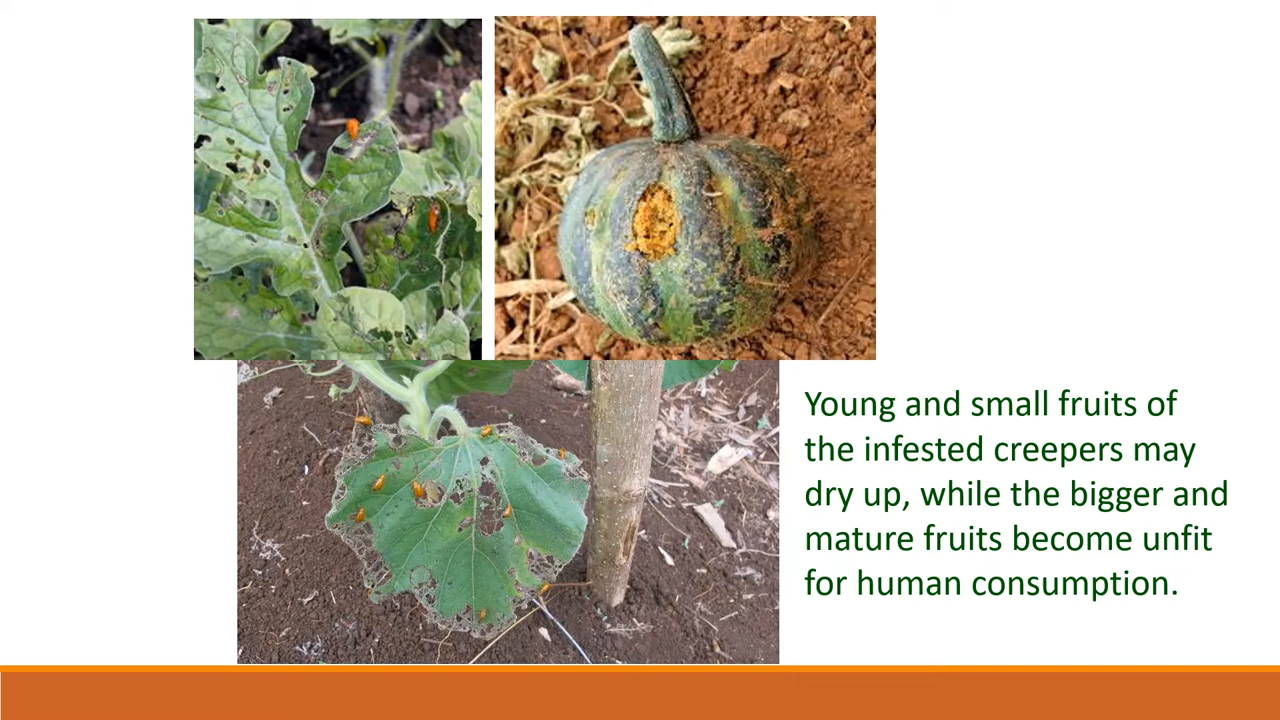 Young and small fruits of
the infested creepers may
dry up, while the bigger and
mature fruits become unfit
for human consumption.